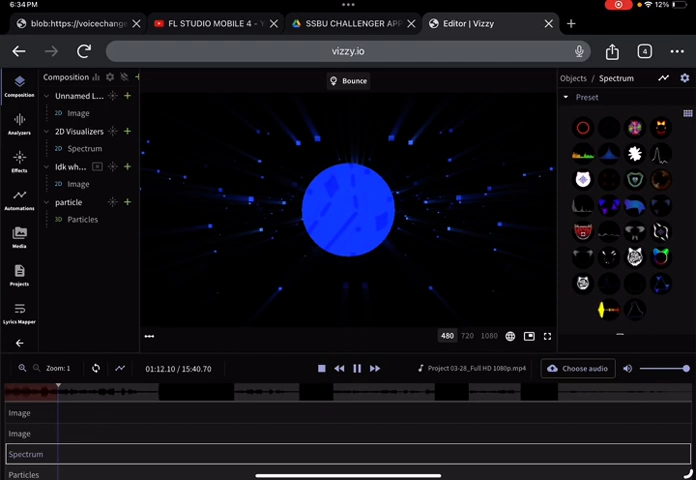 6:34 PM
12%
blob:https://voicechange
FL STUDIO MOBILE 4 - Y
SSBU CHALLENGER APP
Editor | Vizzy
vizzy.io
4
Composition
Composition
Bounce
Objects / Spectrum
Preset
Unnamed L...
2D Image
Analyzers
2D Visualizers
2D Spectrum
Effects
Idk wh...
2D Image
Automations
particle
3D Particles
Media
Projects
Lyrics Mapper
480 720 1080
Zoom: 1
01:12.10 / 15:40.70
Project 03-28_Full HD 1080p.mp4
Choose audio
Image
Image
Spectrum
Particles